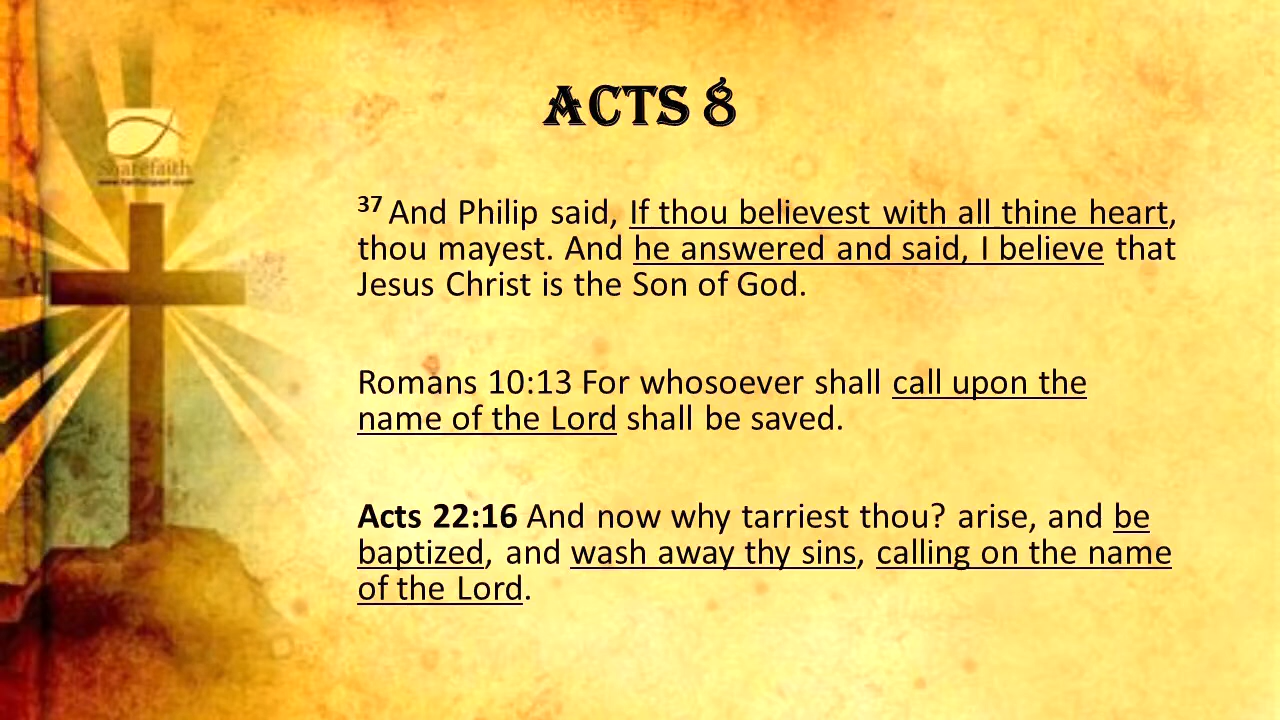 Sharefaith
ACTS 8
37 And Philip said, If thou believest with all thine heart,
thou mayest. And he answered and said, I believe that
Jesus Christ is the Son of God.
Romans 10:13 For whosoever shall call upon the
name of the Lord shall be saved.
Acts 22:16 And now why tarriest thou? arise, and be
baptized, and wash away thy sins, calling on the name
of the Lord.